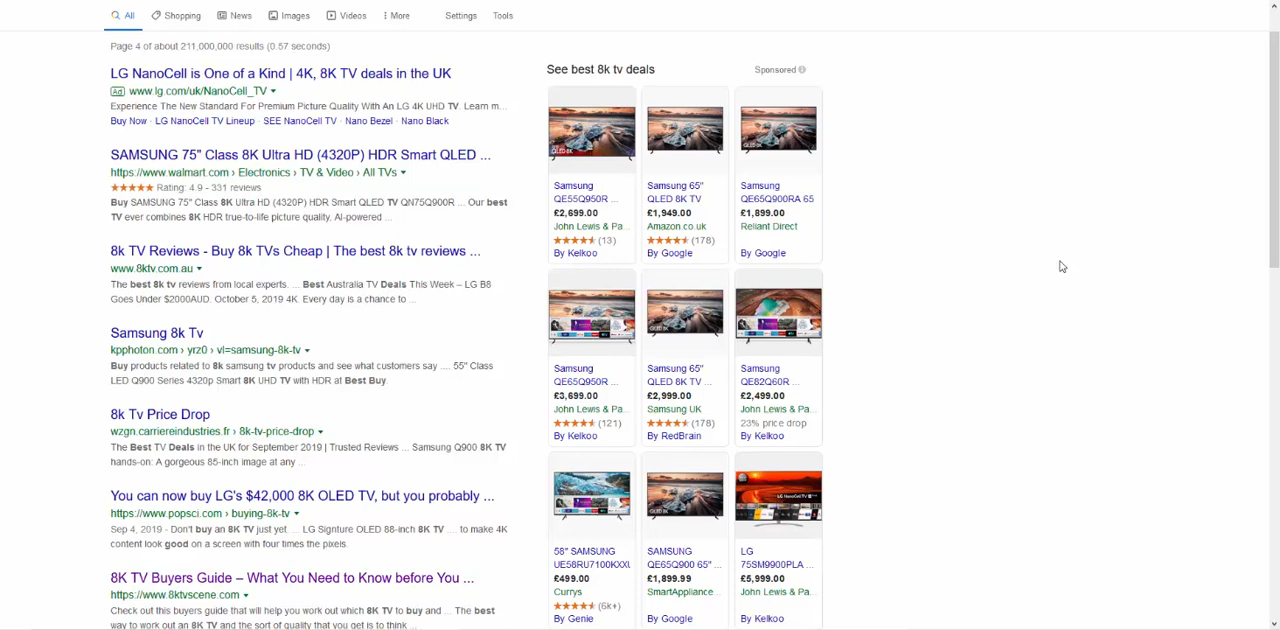 All
Shopping
News
Images
Videos
More
Settings
Tools
Page 4 of about 211,000,000 results (0.57 seconds)
LG NanoCell is One of a Kind | 4K, 8K TV deals in the UK
Ad www.lg.com/uk/NanoCell_TV
Experience The New Standard For Premium Picture Quality With An LG 4K UHD TV. Learn m...
Buy Now · LG NanoCell TV Lineup · SEE NanoCell TV · Nano Bezel · Nano Black
SAMSUNG 75" Class 8K Ultra HD (4320P) HDR Smart QLED ...
https://www.walmart.com › Electronics › TV & Video › All TVs
Rating: 4.9 - 331 reviews
Buy SAMSUNG 75" Class 8K Ultra HD (4320P) HDR Smart QLED TV QN75Q900R ... Our best
TV ever combines 8K HDR true-to-life picture quality, AI-powered ...
8k TV Reviews - Buy 8k TVs Cheap | The best 8k tv reviews ...
www.8ktv.com.au
The best 8k tv reviews from local experts. ... Best Australia TV Deals This Week – LG B8
Goes Under $2000AUD. October 5, 2019 4K. Every day is a chance to ...
Samsung 8k Tv
kpphoton.com › yrz0 › vl=samsung-8k-tv
Buy products related to 8k samsung tv products and see what customers say .... 55" Class
LED Q900 Series 4320p Smart 8K UHD TV with HDR at Best Buy.
8k Tv Price Drop
wzgn.carriereindustries.fr › 8k-tv-price-drop
The Best TV Deals in the UK for September 2019 | Trusted Reviews ... Samsung Q900 8K TV
hands-on: A gorgeous 85-inch image at any ...
You can now buy LG's $42,000 8K OLED TV, but you probably ...
https://www.popsci.com › buying-8k-tv
Sep 4, 2019 - Don't buy an 8K TV just yet .... LG Signture OLED 88-inch 8K TV .... to make 4K
content look good on a screen with four times the pixels.
8K TV Buyers Guide – What You Need to Know before You ...
https://www.8ktvscene.com
Check out this buyers guide that will help you work out which 8K TV to buy and ... The best
way to work out an 8K TV and the sort of quality that you get is to think ...
See best 8k tv deals
Sponsored
QLED 8K
QLED 8K
Samsung
QE55Q950R ...
£2,699.00
John Lewis & Pa...
(13)
By Kelkoo
Samsung 65"
QLED 8K TV
£1,949.00
Amazon.co.uk
(178)
By Google
Samsung
QE65Q900RA 65
£1,899.00
Reliant Direct
By Google
QLED 8K
Samsung
QE65Q950R ...
£3,699.00
John Lewis & Pa...
(121)
By Kelkoo
Samsung 65"
QLED 8K TV ...
£2,999.00
Samsung UK
(178)
By RedBrain
Samsung
QE82Q60R ...
£2,499.00
John Lewis & Pa...
23% price drop
By Kelkoo
QLED 8K
LG NanoCell TV
58" SAMSUNG
UE58RU7100KXXU
£499.00
Currys
(6k+)
By Genie
SAMSUNG
QE65Q900 65" ...
£1,899.99
SmartAppliance...
By Google
LG
75SM9900PLA ...
£5,999.00
John Lewis & Pa...
By Kelkoo